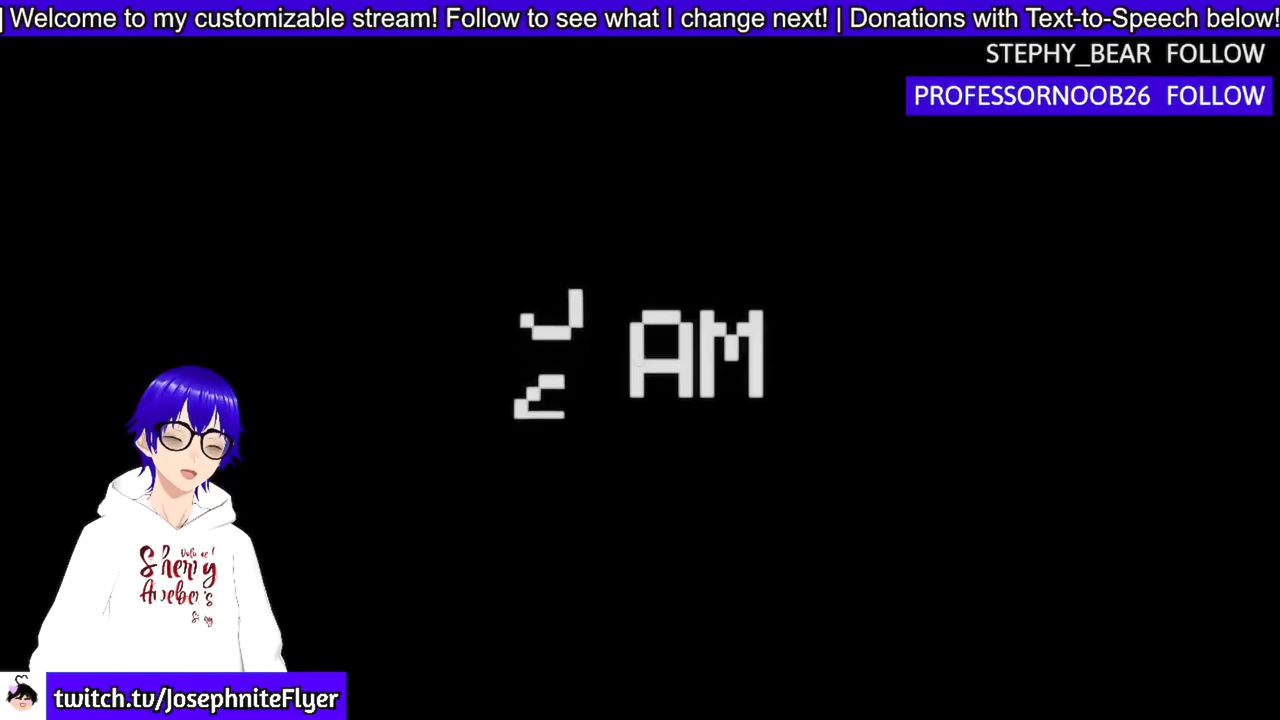 | Welcome to my customizable stream! Follow to see what I change next! | Donations with Text-to-Speech below!
STEPHY_BEAR FOLLOW
PROFESSORNOOB26 FOLLOW
AM
Sherry
twitch.tv/JosephniteFlyer